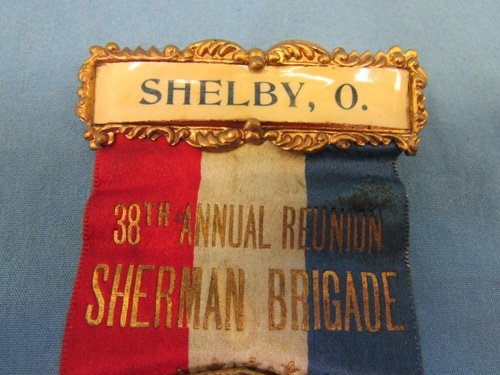 SHELBY, O.
38TH ANNUAL REUNION
SHERMAN BRIGADE